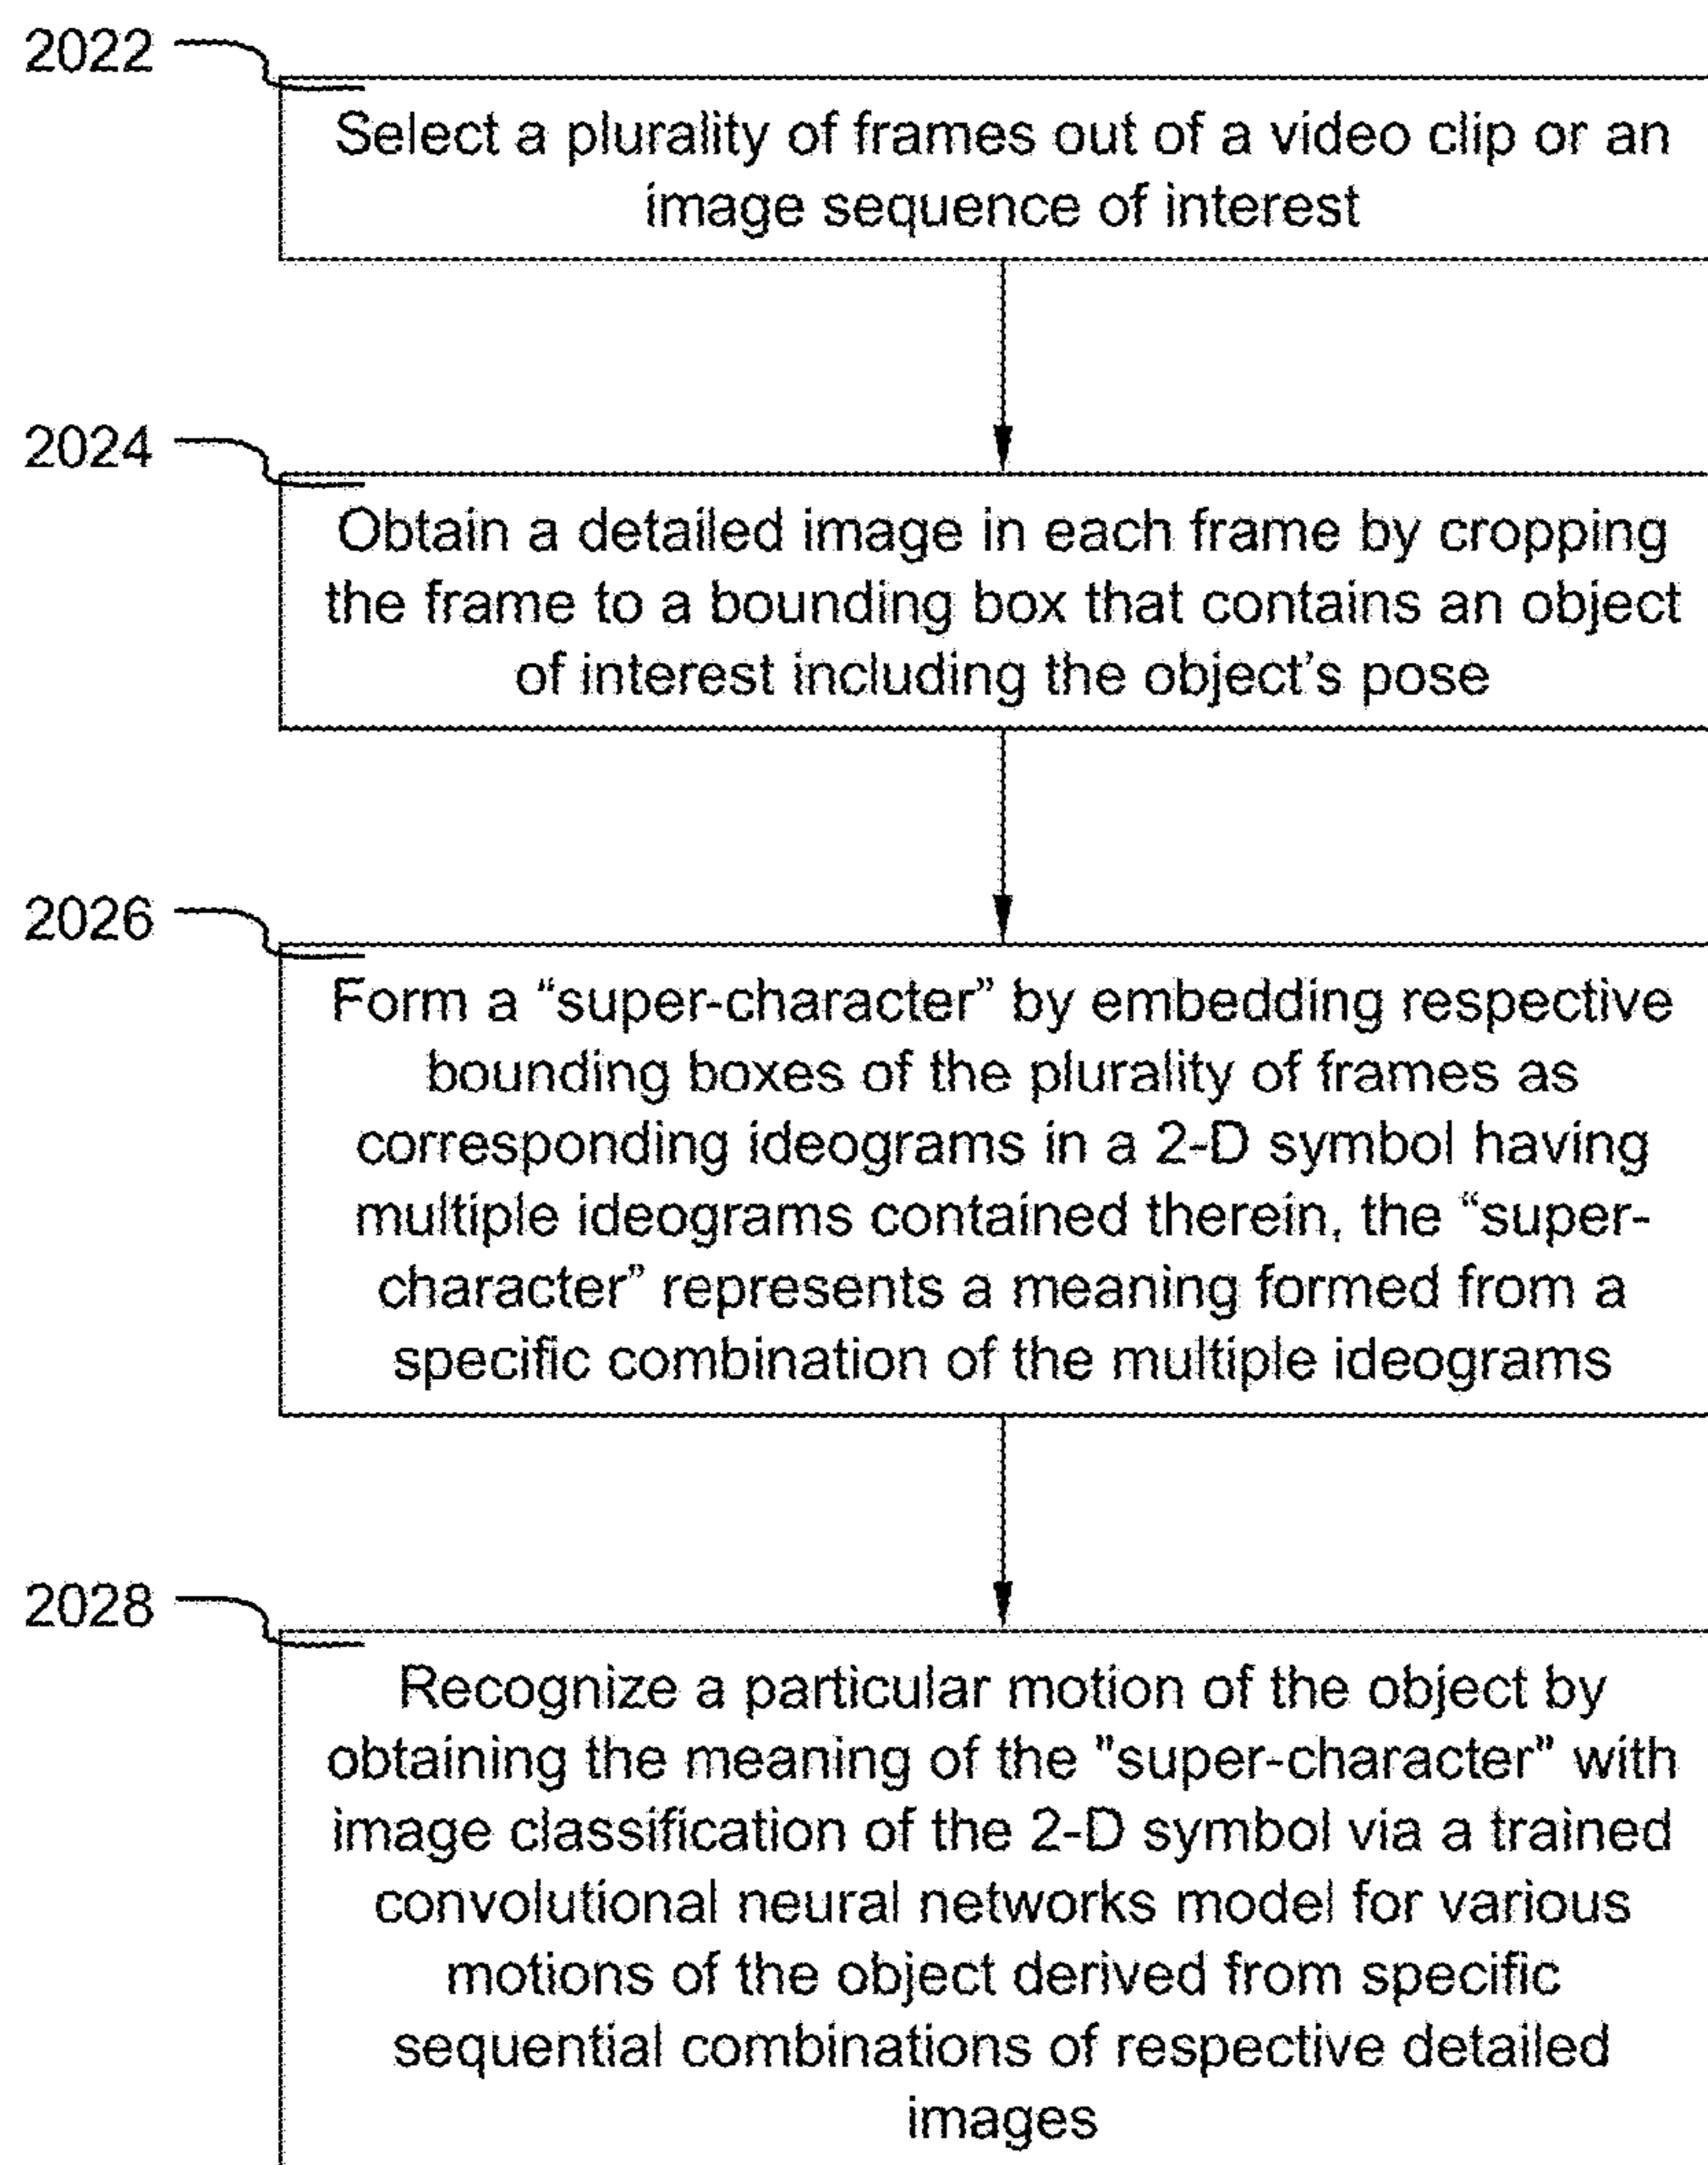 2022
Select a plurality of frames out of a video clip or an
image sequence of interest
2024
Obtain a detailed image in each frame by cropping
the frame to a bounding box that contains an object
of interest including the object’s pose
2026
Form a “super-character” by embedding respective
bounding boxes of the plurality of frames as
corresponding ideograms in a 2-D symbol having
multiple ideograms contained therein, the “super-
character” represents a meaning formed from a
specific combination of the multiple ideograms
2028
Recognize a particular motion of the object by
obtaining the meaning of the "super-character" with
image classification of the 2-D symbol via a trained
convolutional neural networks model for various
motions of the object derived from specific
sequential combinations of respective detailed
images